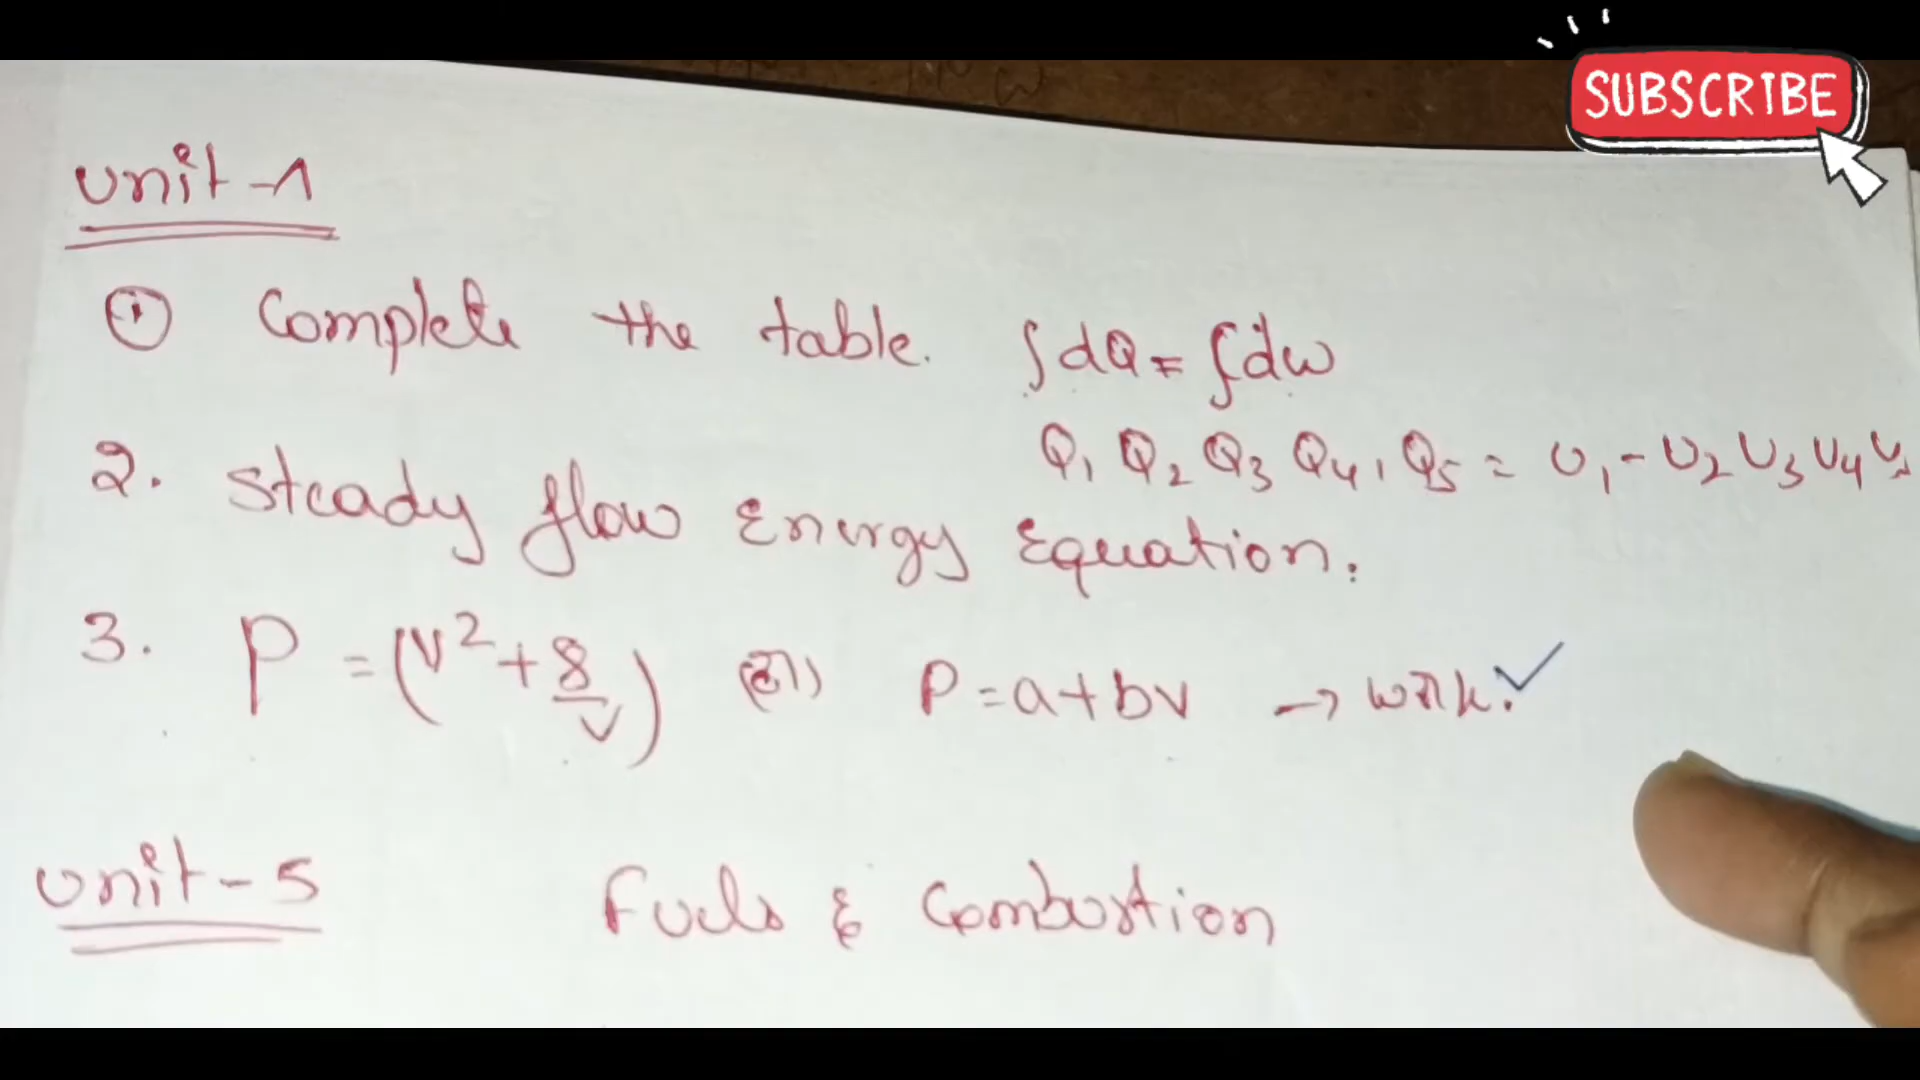 SUBSCRIBE
Unit-1
① Complete the table. ∫dQ = ∫dw
Q1 Q2 Q3 Q4, Q5 = U1 - U2 U3 U4 U5
2. Steady flow Energy Equation.
3. P = (V² + 8/V) (or) P = a + bv → work. ✓
Unit - 5 Fuels & Combustion